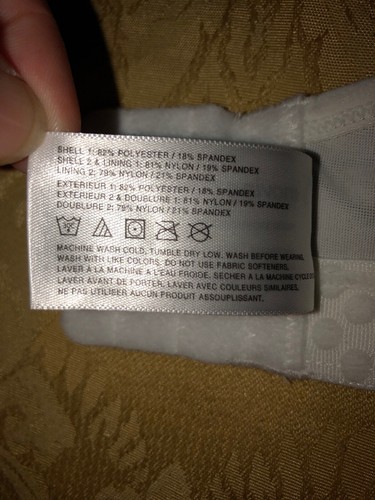 SHELL 1: 82% POLYESTER / 18% SPANDEX
SHELL 2 & LINING 1: 81% NYLON / 19% SPANDEX
LINING 2: 79% NYLON / 21% SPANDEX
EXTERIEUR 1: 82% POLYESTER / 18% SPANDEX
EXTERIEUR 2 & DOUBLURE 1: 81% NYLON / 19% SPANDEX
DOUBLURE 2: 79% NYLON / 21% SPANDEX
MACHINE WASH COLD, TUMBLE DRY LOW. WASH BEFORE WEARING,
WASH WITH LIKE COLORS. DO NOT USE FABRIC SOFTENERS.
LAVER À LA MACHINE A L'EAU FROIDE. SÉCHER A LA MACHINE CYCLE
LAVER AVANT DE PORTER. LAVER AVEC COULEURS SIMILAIRES.
NE PAS UTILISER AUCUN PRODUIT ASSOUPLISSANT.